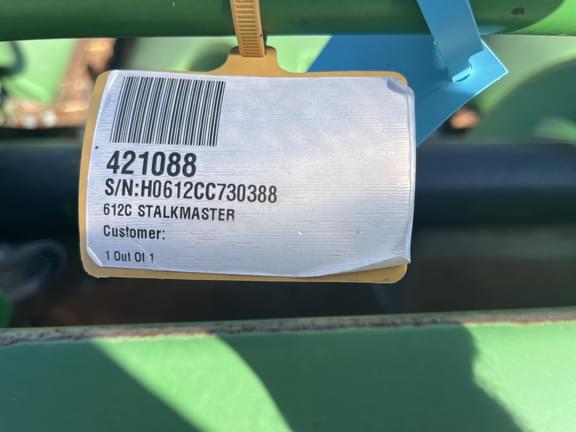 421088
S/N:H0612CC730388
612C STALKMASTER
Customer:
1 Out Of 1